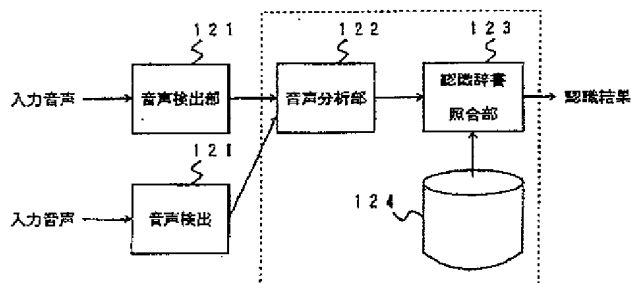 121
122
123
入力音声
音声検出部
音声分析部
認識辞書
照合部
認識結果
121
入力音声
音声検出
124